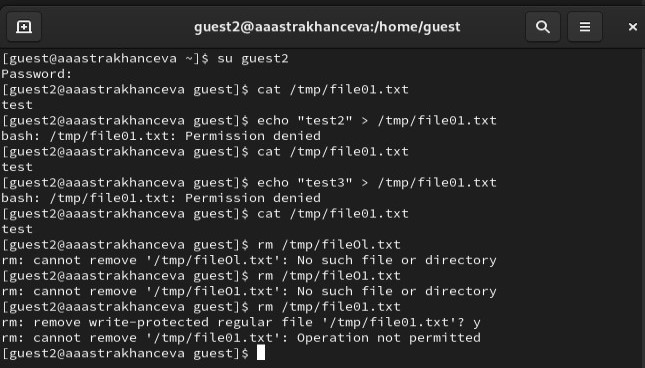 guest2@aaastrakhanceva:/home/guest
[guest@aaastrakhanceva ~]$ su guest2
Password:
[guest2@aaastrakhanceva guest]$ cat /tmp/file01.txt
test
[guest2@aaastrakhanceva guest]$ echo "test2" > /tmp/file01.txt
bash: /tmp/file01.txt: Permission denied
[guest2@aaastrakhanceva guest]$ cat /tmp/file01.txt
test
[guest2@aaastrakhanceva guest]$ echo "test3" > /tmp/file01.txt
bash: /tmp/file01.txt: Permission denied
[guest2@aaastrakhanceva guest]$ cat /tmp/file01.txt
test
[guest2@aaastrakhanceva guest]$ rm /tmp/fileOl.txt
rm: cannot remove '/tmp/fileOl.txt': No such file or directory
[guest2@aaastrakhanceva guest]$ rm /tmp/fileO1.txt
rm: cannot remove '/tmp/fileO1.txt': No such file or directory
[guest2@aaastrakhanceva guest]$ rm /tmp/file01.txt
rm: remove write-protected regular file '/tmp/file01.txt'? y
rm: cannot remove '/tmp/file01.txt': Operation not permitted
[guest2@aaastrakhanceva guest]$